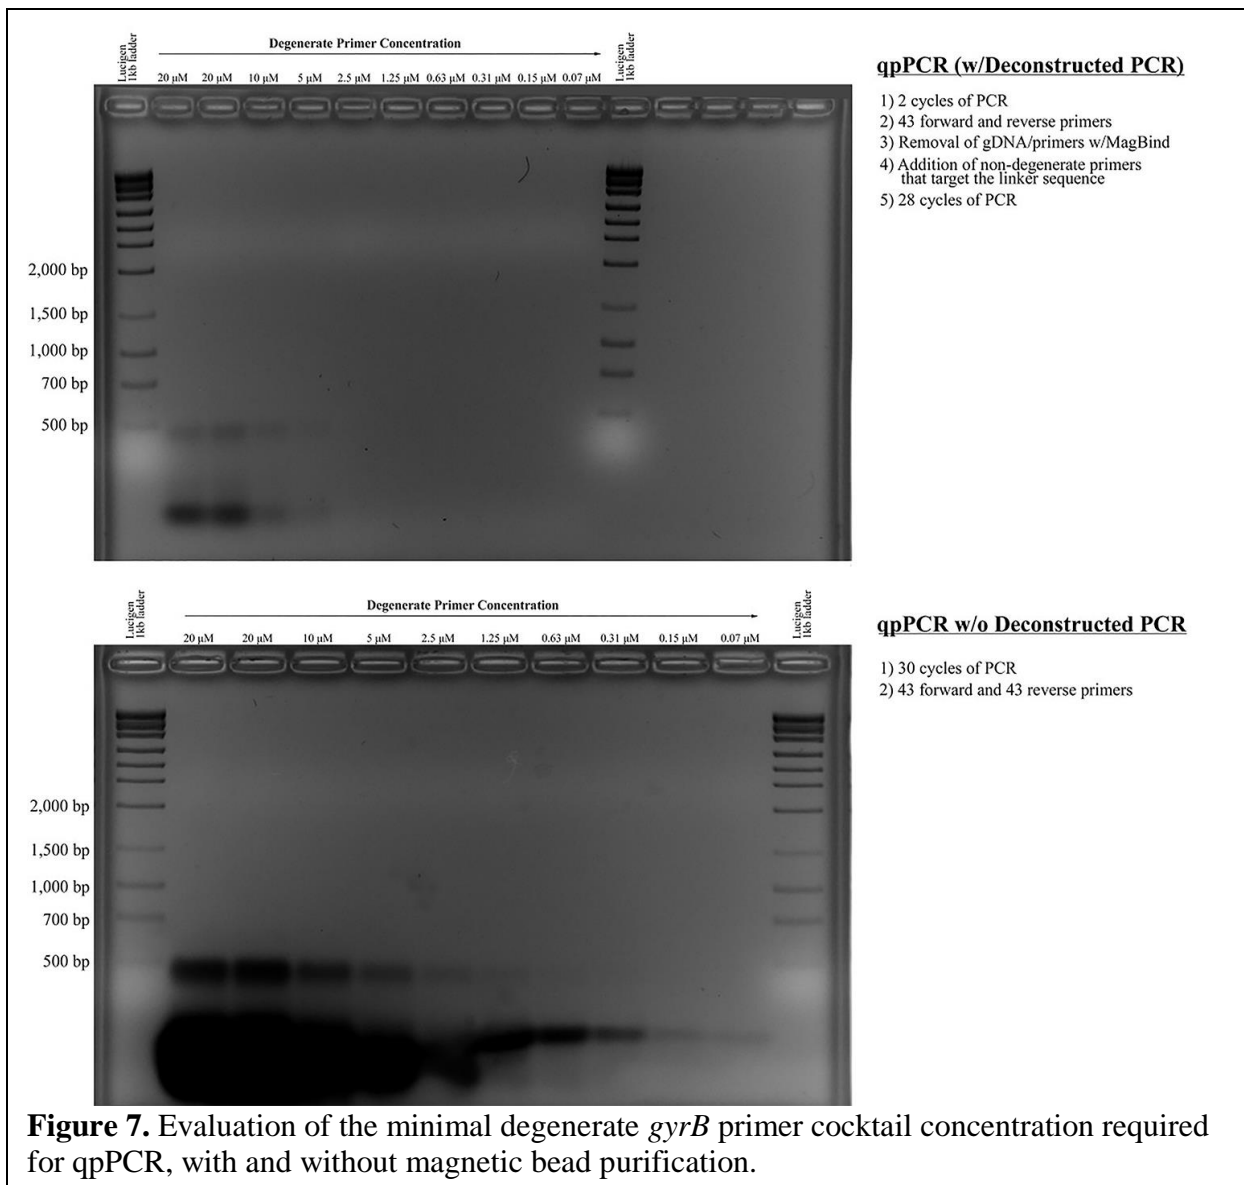 Lucigen
1kb ladder
Degenerate Primer Concentration
Lucigen
1kb ladder
20 µM 20 µM 10 µM 5 µM 2.5 µM 1.25 µM 0.63 µM 0.31 µM 0.15 µM 0.07 µM
2,000 bp
1,500 bp
1,000 bp
700 bp
500 bp
qpPCR (w/Deconstructed PCR)
1) 2 cycles of PCR
2) 43 forward and reverse primers
3) Removal of gDNA/primers w/MagBind
4) Addition of non-degenerate primers
that target the linker sequence
5) 28 cycles of PCR
Lucigen
1kb ladder
Degenerate Primer Concentration
Lucigen
1kb ladder
20 µM 20 µM 10 µM 5 µM 2.5 µM 1.25 µM 0.63 µM 0.31 µM 0.15 µM 0.07 µM
2,000 bp
1,500 bp
1,000 bp
700 bp
500 bp
qpPCR w/o Deconstructed PCR
1) 30 cycles of PCR
2) 43 forward and 43 reverse primers
Figure 7. Evaluation of the minimal degenerate gyrB primer cocktail concentration required
for qpPCR, with and without magnetic bead purification.